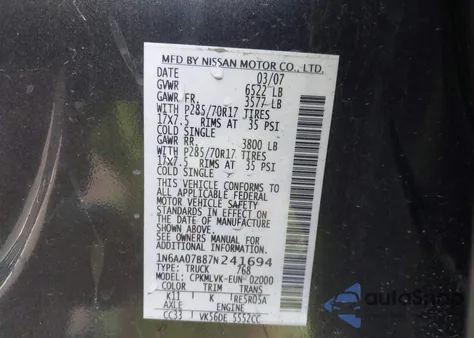 MFD BY NISSAN MOTOR CO., LTD.
DATE 03/07
GVWR 6522 LB
GAWR FR. 3577 LB
WITH P285/70R17 TIRES
17x7.5 RIMS AT 35 PSI
COLD SINGLE
GAWR RR. 3800 LB
WITH P285/70R17 TIRES
17x7.5 RIMS AT 35 PSI
COLD SINGLE
THIS VEHICLE CONFORMS TO
ALL APPLICABLE FEDERAL
MOTOR VEHICLE SAFETY
STANDARDS IN EFFECT ON
THE DATE OF MANUFACTURE
SHOWN ABOVE.
SEE OWNERS MANUAL FOR
ADDITIONAL INFORMATION.
1N6AA07B87N241694
TYPE: TRUCK 768
MODEL: CPKMLVK-EUN-02000
COLOR TRIM TRANS
K11 K RE5R05A
AXLE ENGINE
CC33 VK56DE 5552CC
autoSnap